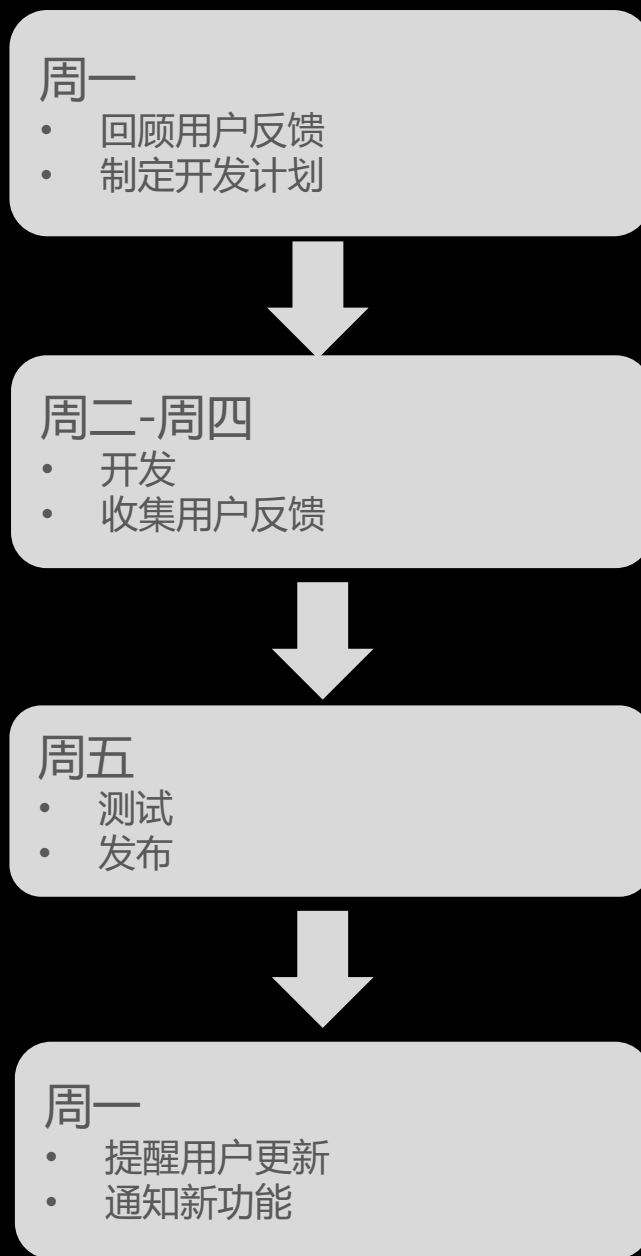 周一
• 回顾用户反馈
• 制定开发计划
周二-周四
• 开发
• 收集用户反馈
周五
• 测试
• 发布
周一
• 提醒用户更新
• 通知新功能